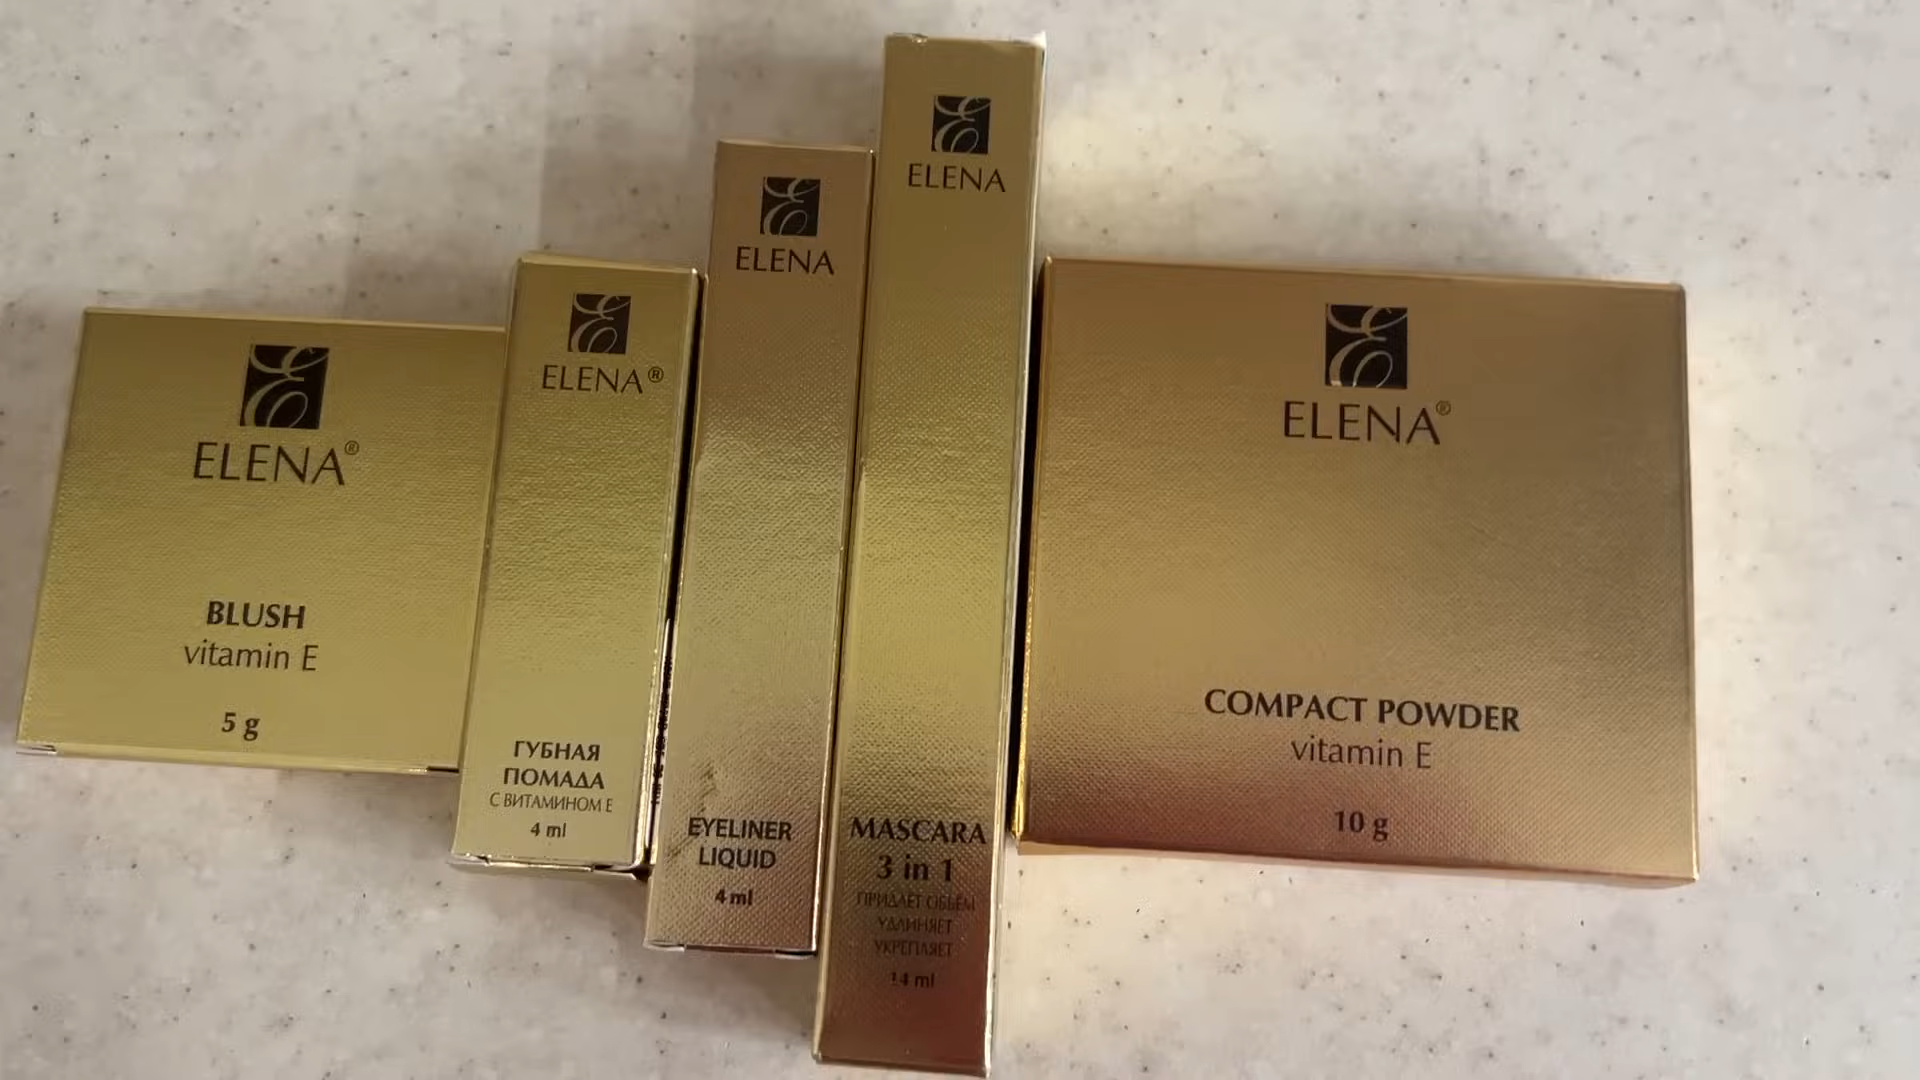 ELENA®
BLUSH
vitamin E
5 g
ELENA®
ГУБНАЯ
ПОМАДА
С ВИТАМИНОМ Е
4 ml
ELENA
EYELINER
LIQUID
4 ml
ELENA
MASCARA
3 in 1
ПРИДАЕТ ОБЪЕМ
УДЛИНЯЕТ
УКРЕПЛЯЕТ
14 ml
ELENA®
COMPACT POWDER
vitamin E
10 g